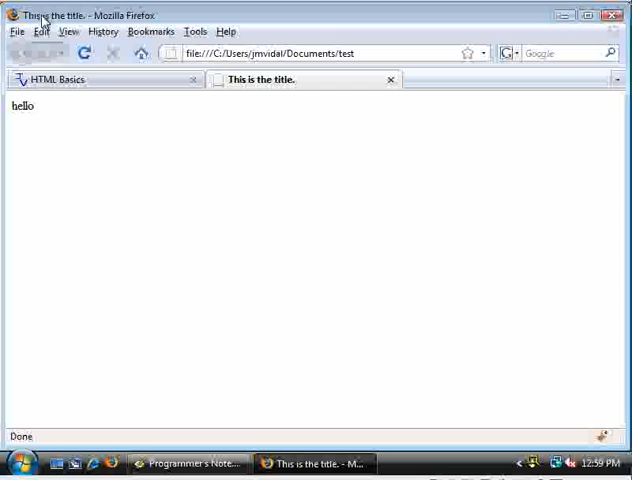 This is the title. - Mozilla Firefox
File Edit View History Bookmarks Tools Help
file:///C:/Users/jmvidal/Documents/test
Google
HTML Basics
This is the title.
hello
Done
Programmer's Note...
This is the title. - M...
12:59 PM